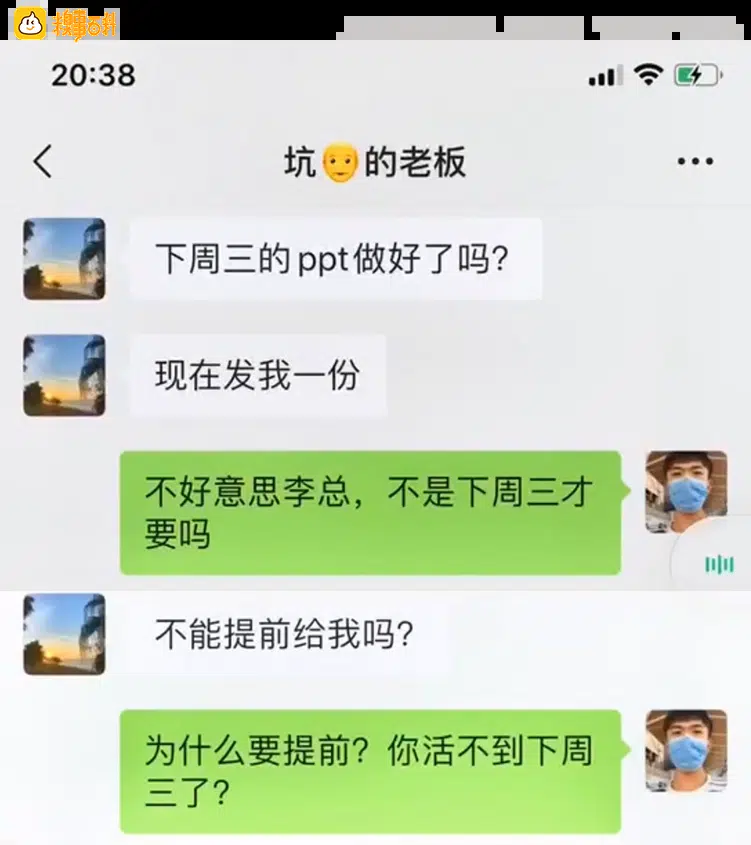 糗事百科
20:38
坑👨的老板
下周三的ppt做好了吗?
现在发我一份
不好意思李总，不是下周三才
要吗
不能提前给我吗?
为什么要提前? 你活不到下周
三了?